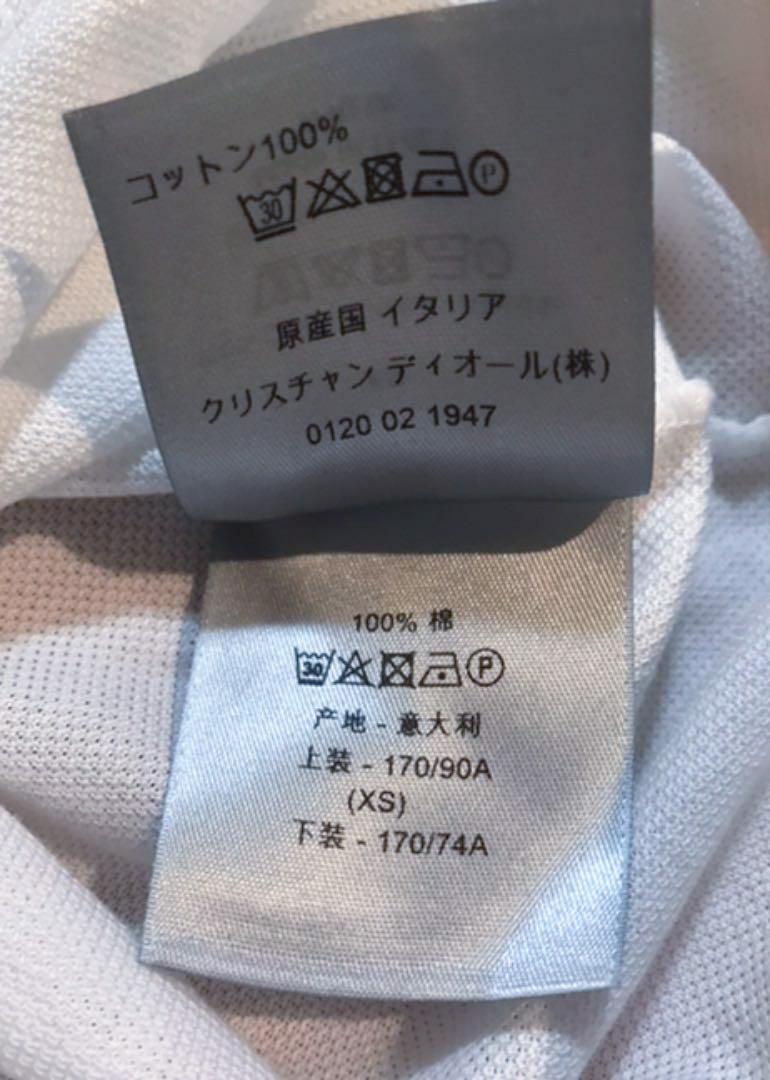 コットン100%
30
P
原産国 イタリア
クリスチャン ディオール(株)
0120 02 1947
100% 棉
30
P
产地 - 意大利
上装 - 170/90A
(XS)
下装 - 170/74A